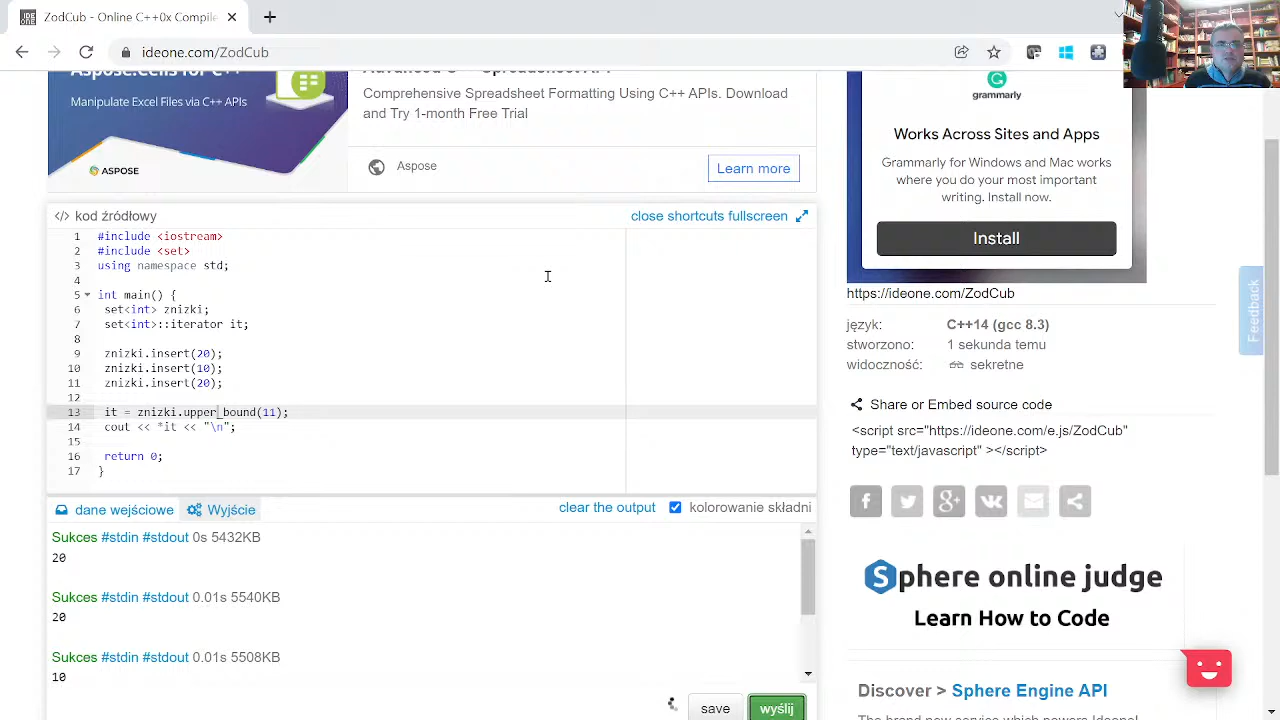 ZodCub - Online C++0x Compile
ideone.com/ZodCub
Manipulate Excel Files via C++ APIs
ASPOSE
Comprehensive Spreadsheet Formatting Using C++ APIs. Download
and Try 1-month Free Trial
Aspose
Learn more
grammarly
Works Across Sites and Apps
Grammarly for Windows and Mac works
where you do your most important
writing. Install now.
Install
</> kod źródłowy
close shortcuts fullscreen
1 #include <iostream>
2 #include <set>
3 using namespace std;
4
5 int main() {
6 set<int> znizki;
7 set<int>::iterator it;
8
9 znizki.insert(20);
10 znizki.insert(10);
11 znizki.insert(20);
12
13 it = znizki.upper_bound(11);
14 cout << *it << "\n";
15
16 return 0;
17 }
https://ideone.com/ZodCub
język: C++14 (gcc 8.3)
stworzono: 1 sekunda temu
widoczność: sekretne
Share or Embed source code
<script src="https://ideone.com/e.js/ZodCub"
type="text/javascript" ></script>
Feedback
dane wejściowe Wyjście
clear the output kolorowanie składni
Sukces #stdin #stdout 0s 5432KB
20
Sukces #stdin #stdout 0.01s 5540KB
20
Sukces #stdin #stdout 0.01s 5508KB
10
save
wyślij
Sphere online judge
Learn How to Code
Discover > Sphere Engine API